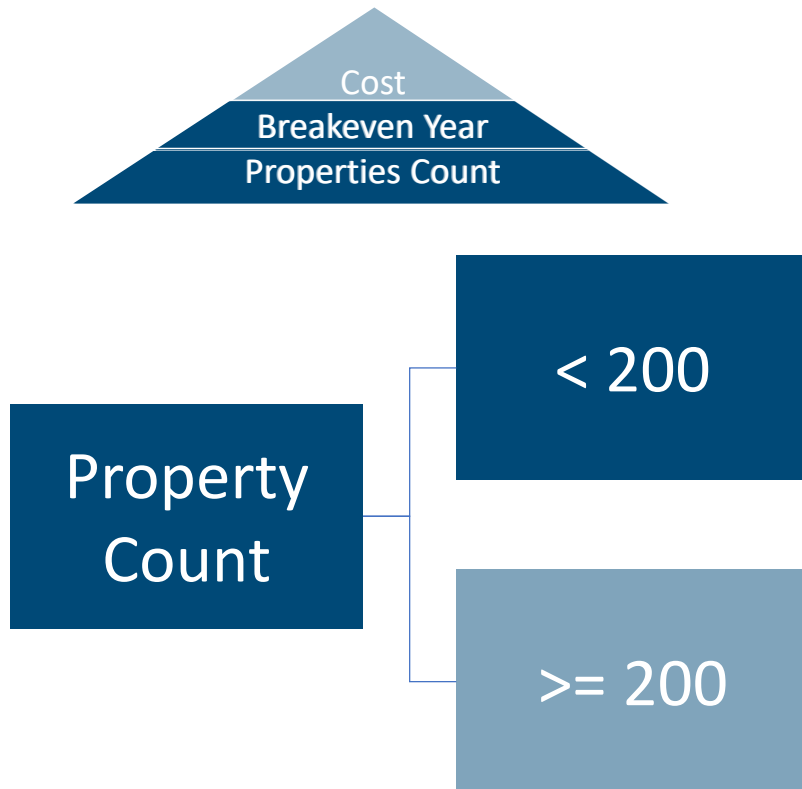 Cost
Breakeven Year
Properties Count
< 200
Property
Count
>= 200